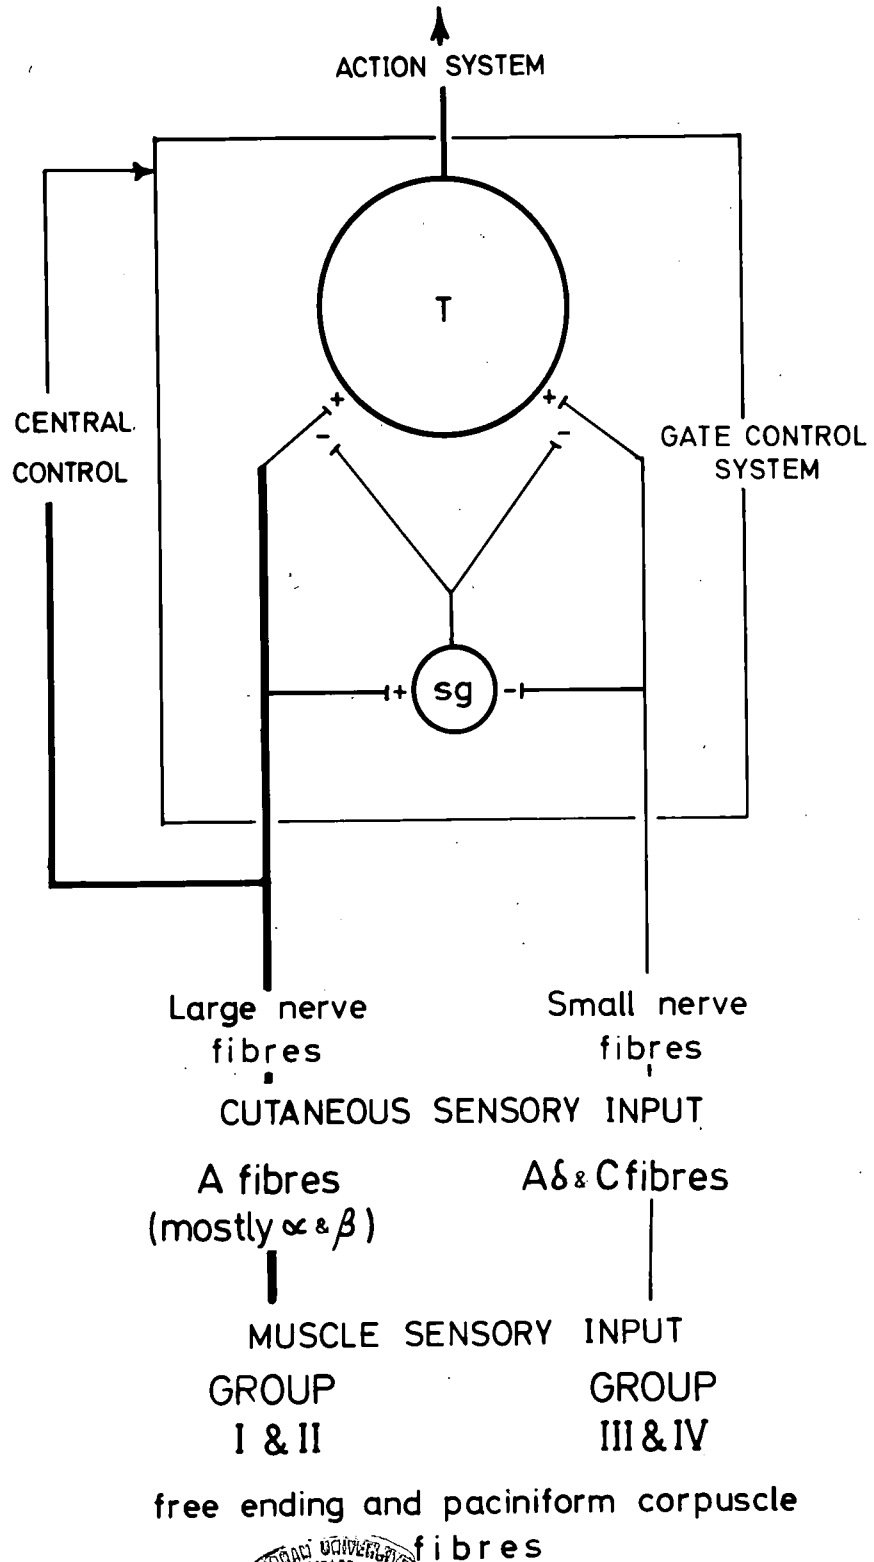 ACTION SYSTEM
T
+
+
-
-
CENTRAL
CONTROL
GATE CONTROL
SYSTEM
+
sg
-
Large nerve
fibres
Small nerve
fibres
CUTANEOUS SENSORY INPUT
A fibres
(mostly ∝ & β)
Aδ & C fibres
MUSCLE SENSORY INPUT
GROUP
I & II
GROUP
III & IV
free ending and paciniform corpuscle
fibres